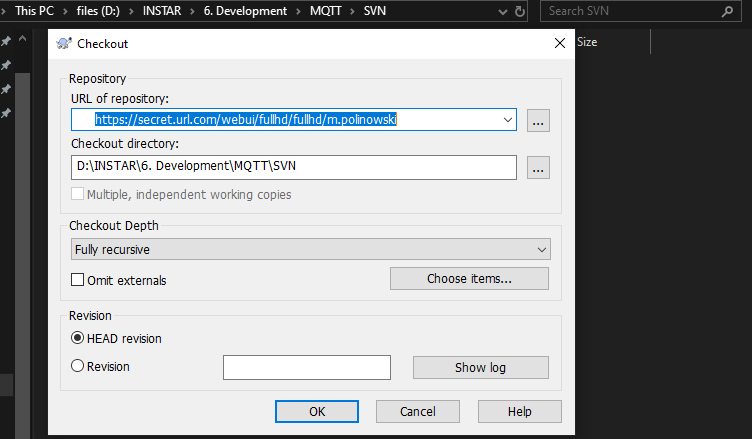 This PC > files (D:) > INSTAR > 6. Development > MQTT > SVN
Search SVN
Size
Checkout
Repository
URL of repository:
https://secret.url.com/webui/fullhd/fullhd/m.polinowski
...
Checkout directory:
D:\INSTAR\6. Development\MQTT\SVN
...
Multiple, independent working copies
Checkout Depth
Fully recursive
Omit externals
Choose items...
Revision
HEAD revision
Revision
Show log
OK
Cancel
Help